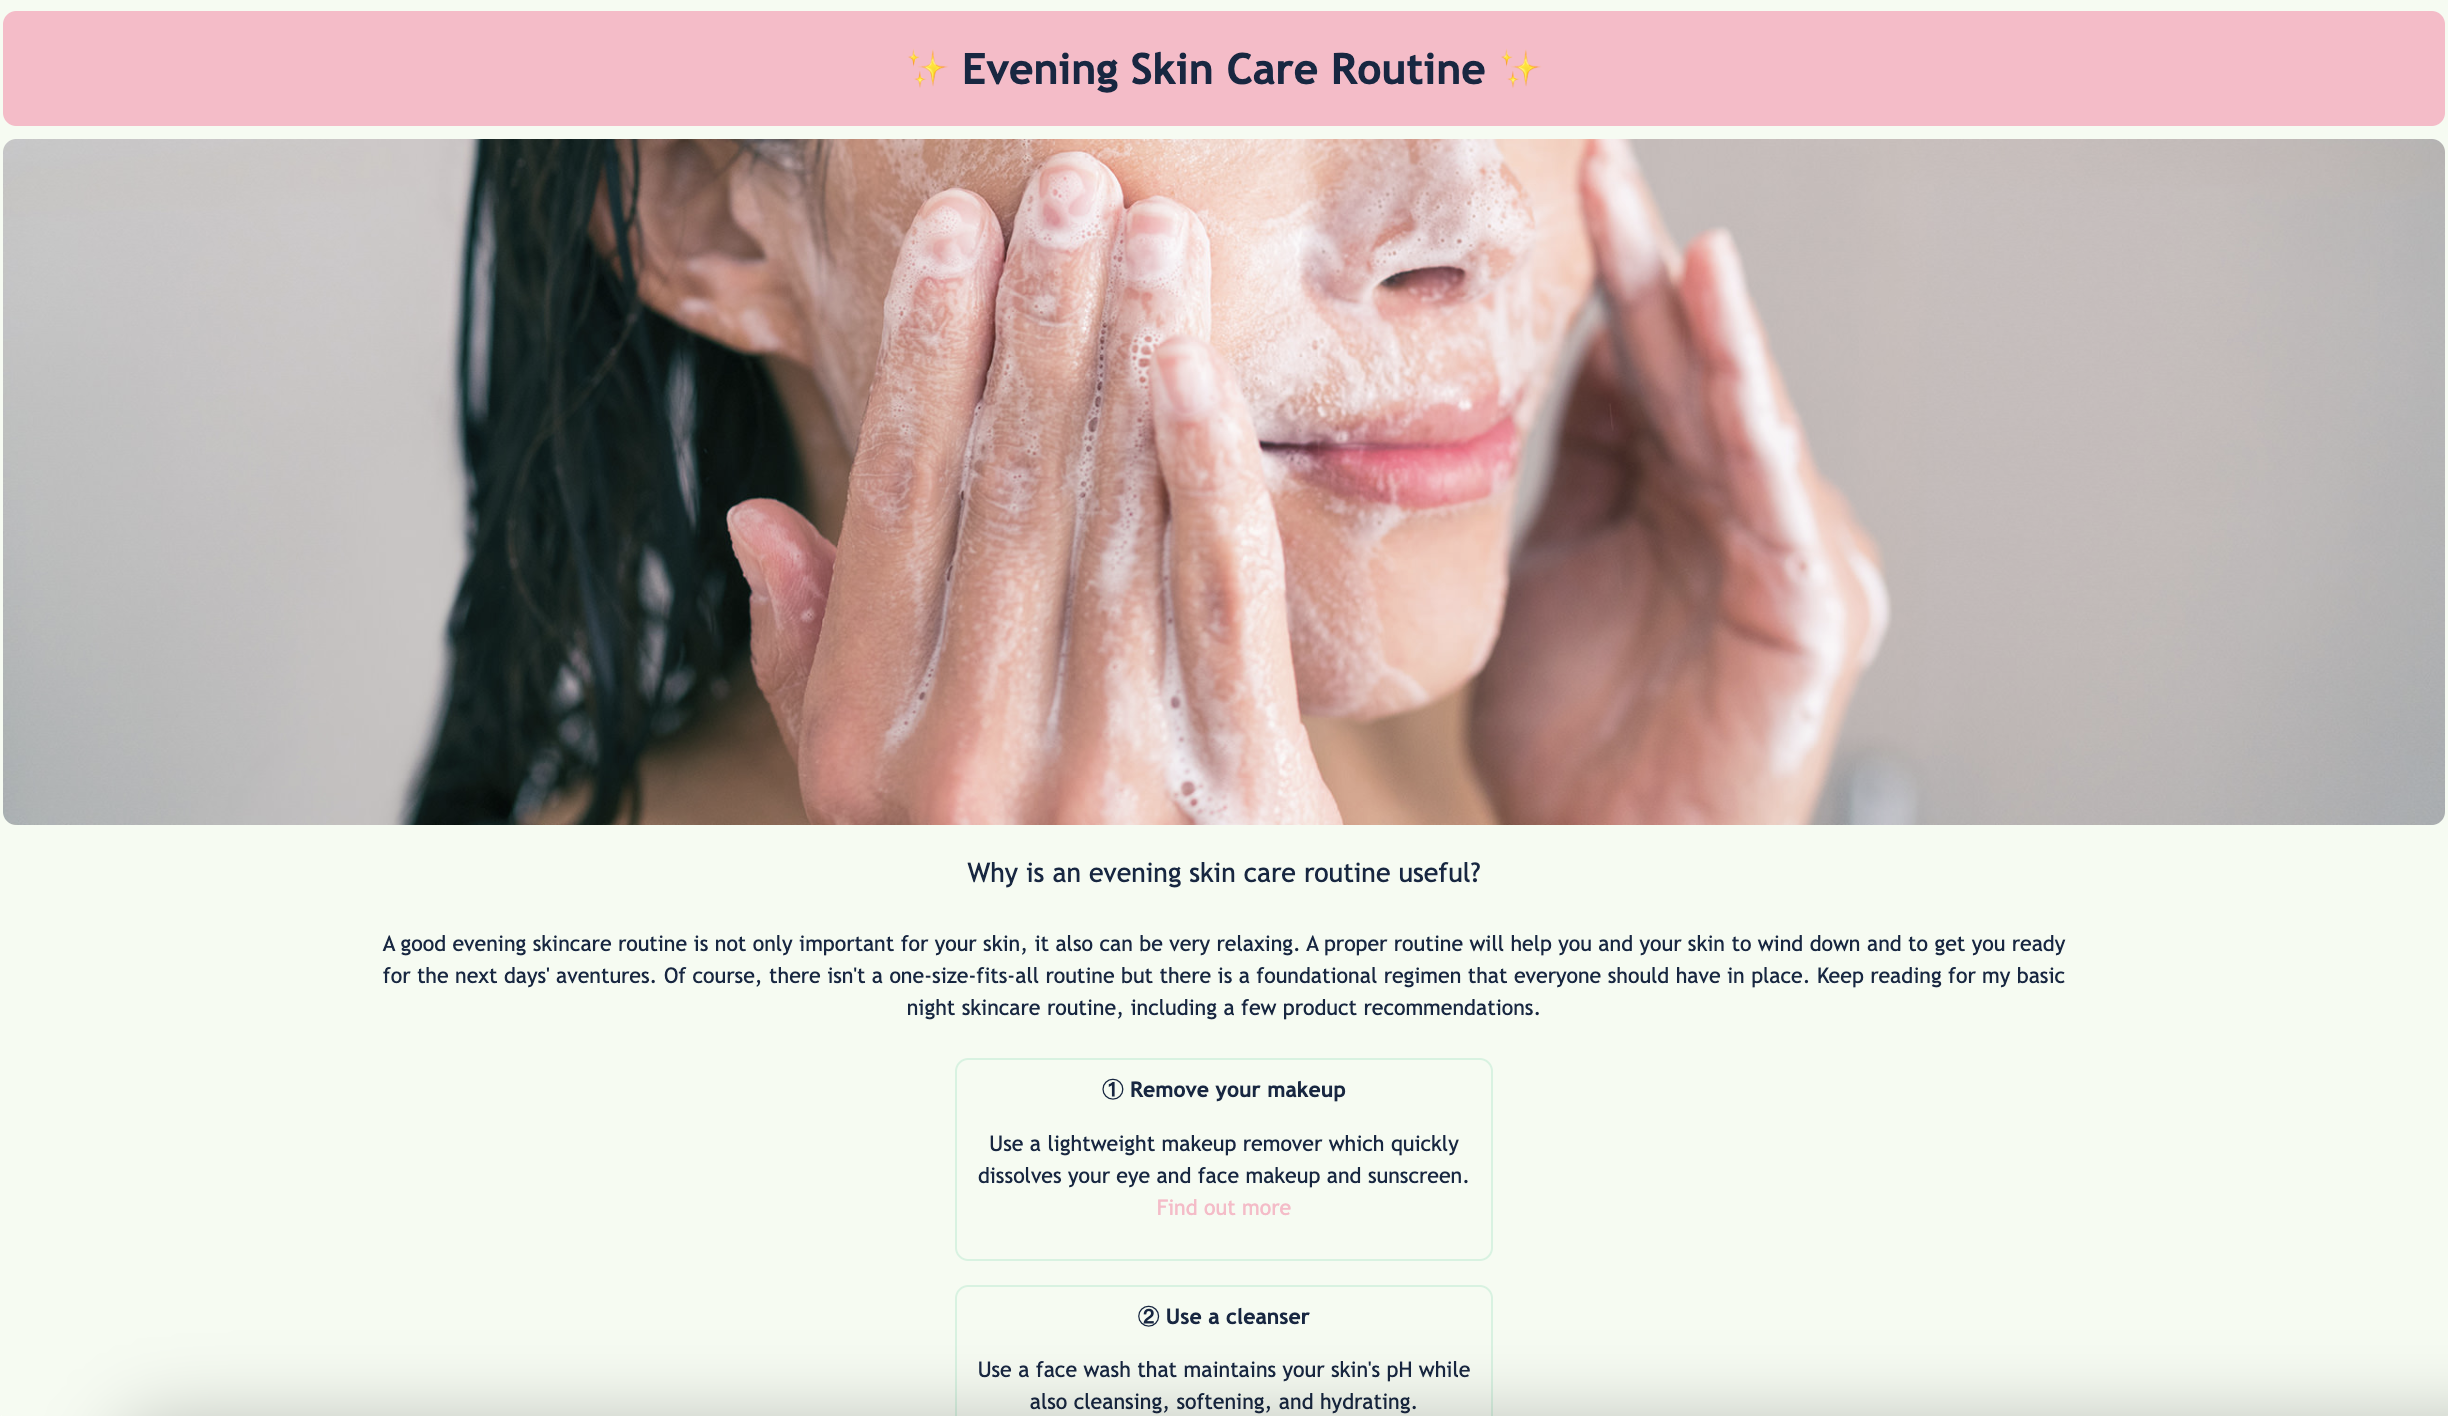 ✨ Evening Skin Care Routine ✨
Why is an evening skin care routine useful?
A good evening skincare routine is not only important for your skin, it also can be very relaxing. A proper routine will help you and your skin to wind down and to get you ready
for the next days' aventures. Of course, there isn't a one-size-fits-all routine but there is a foundational regimen that everyone should have in place. Keep reading for my basic
night skincare routine, including a few product recommendations.
① Remove your makeup
Use a lightweight makeup remover which quickly
dissolves your eye and face makeup and sunscreen.
Find out more
② Use a cleanser
Use a face wash that maintains your skin's pH while
also cleansing, softening, and hydrating.